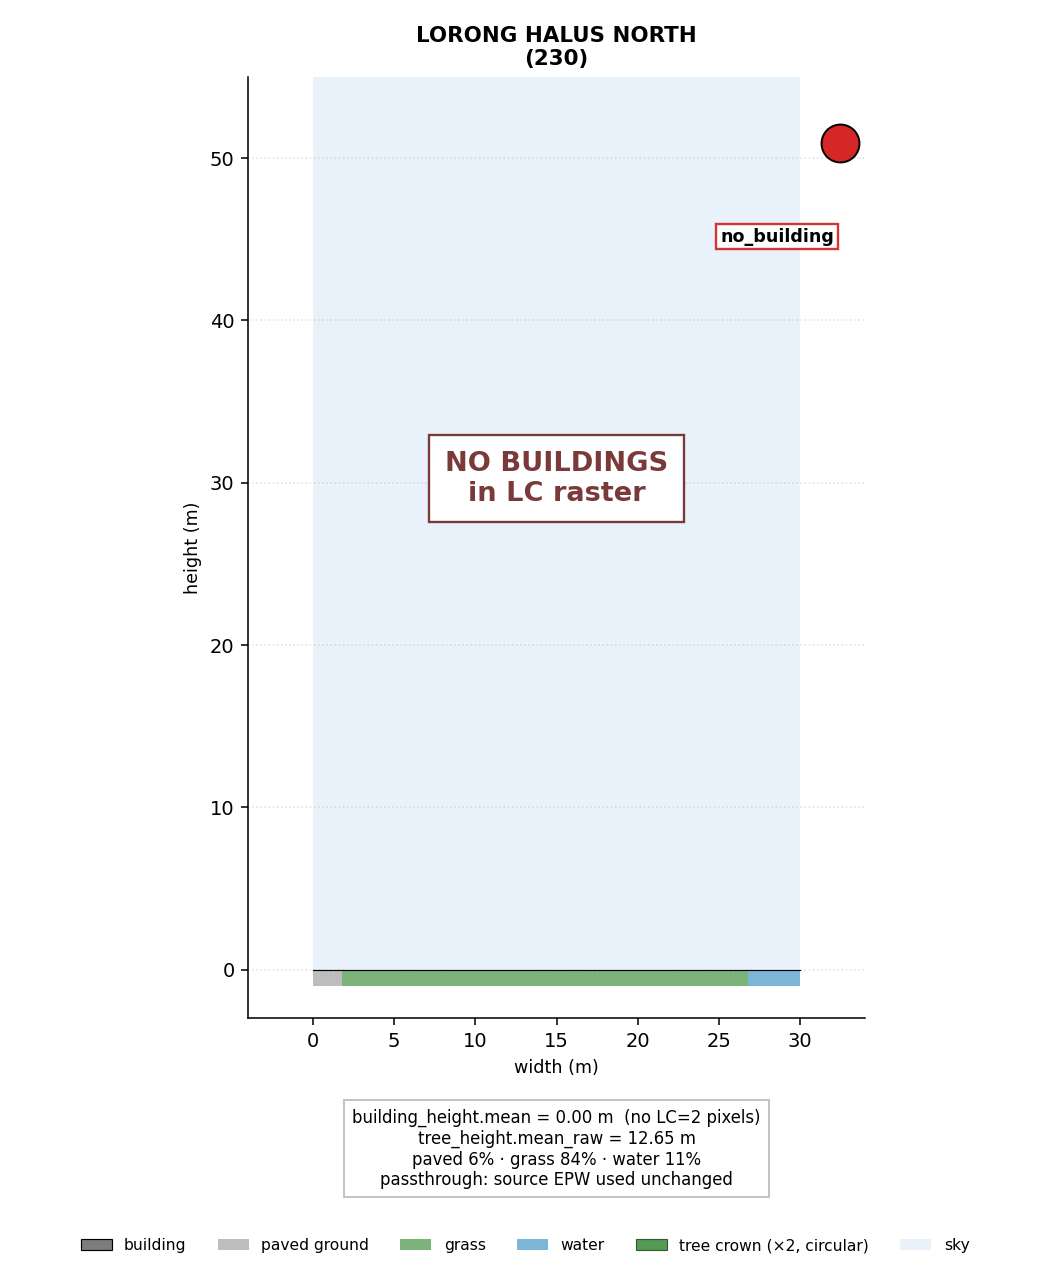 LORONG HALUS NORTH
(230)
50
no_building
40
NO BUILDINGS
in LC raster
30
height (m)
20
10
0
0 5 10 15 20 25 30
width (m)
building_height.mean = 0.00 m (no LC=2 pixels)
tree_height.mean_raw = 12.65 m
paved 6% · grass 84% · water 11%
passthrough: source EPW used unchanged
building paved ground grass water tree crown (×2, circular) sky